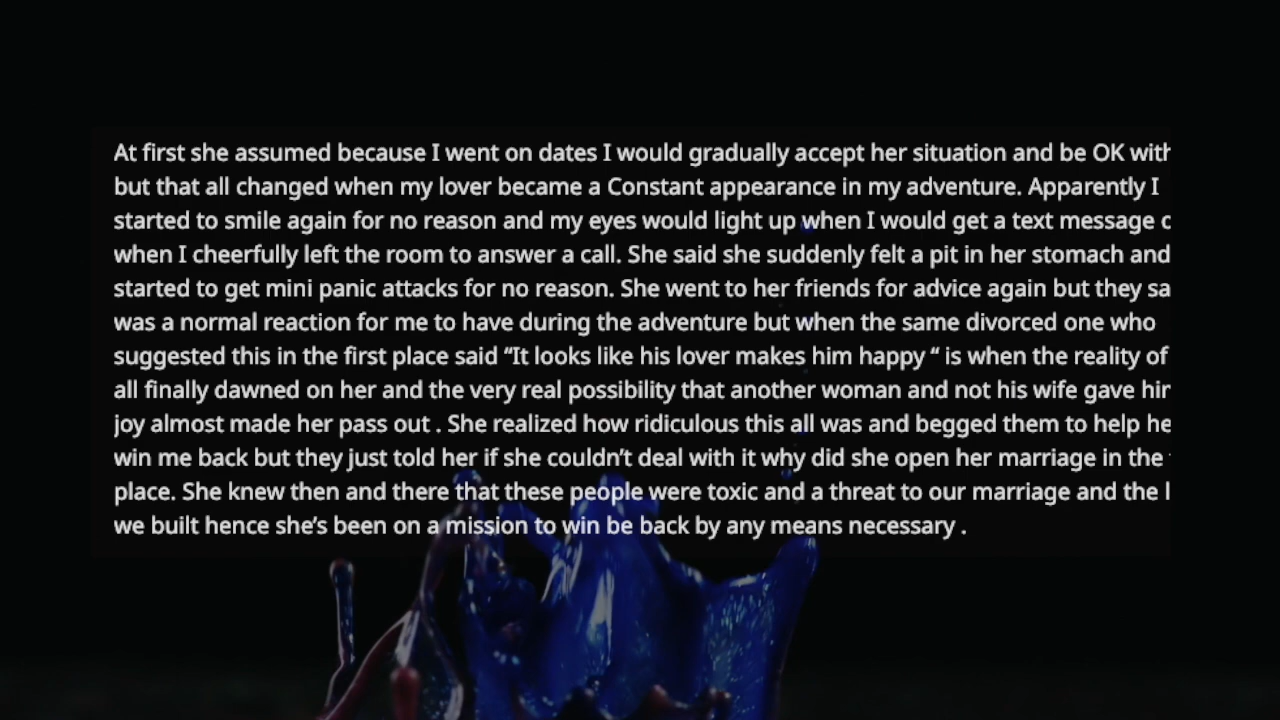 At first she assumed because I went on dates I would gradually accept her situation and be OK with
but that all changed when my lover became a Constant appearance in my adventure. Apparently I
started to smile again for no reason and my eyes would light up when I would get a text message
when I cheerfully left the room to answer a call. She said she suddenly felt a pit in her stomach and
started to get mini panic attacks for no reason. She went to her friends for advice again but they
was a normal reaction for me to have during the adventure but when the same divorced one who
suggested this in the first place said “It looks like his lover makes him happy “ is when the reality of
all finally dawned on her and the very real possibility that another woman and not his wife gave
joy almost made her pass out . She realized how ridiculous this all was and begged them to help
win me back but they just told her if she couldn’t deal with it why did she open her marriage in the
place. She knew then and there that these people were toxic and a threat to our marriage and the
we built hence she’s been on a mission to win be back by any means necessary .